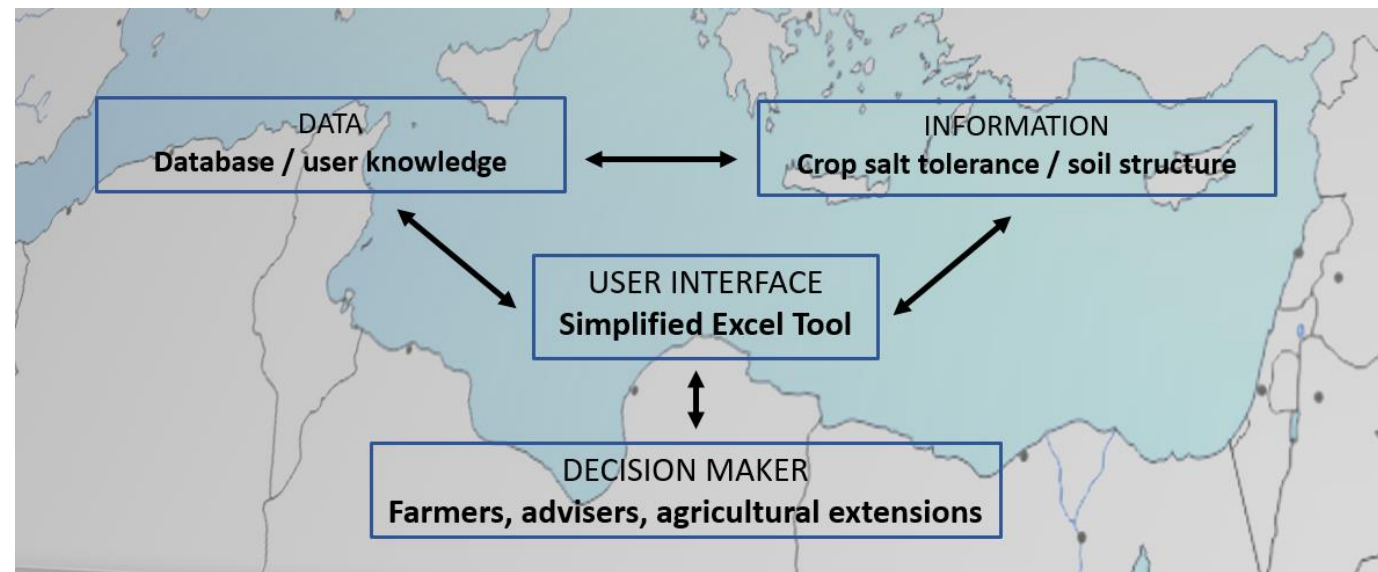 DATA
Database / user knowledge
INFORMATION
Crop salt tolerance / soil structure
USER INTERFACE
Simplified Excel Tool
DECISION MAKER
Farmers, advisers, agricultural extensions